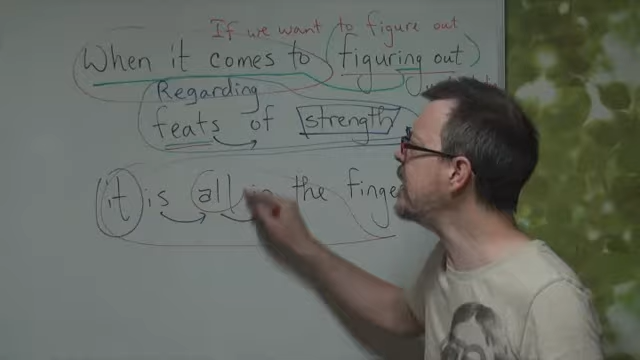 If we want to figure out
When it comes to figuring out
Regarding
feats of strength
it is all in the finge